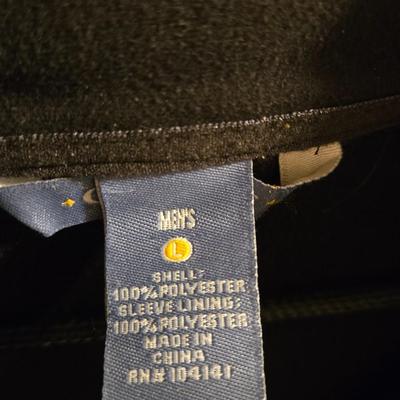 MEN'S
L
SHELL:
100% POLYESTER
SLEEVE LINING:
100% POLYESTER
MADE IN
CHINA
RN# 104141